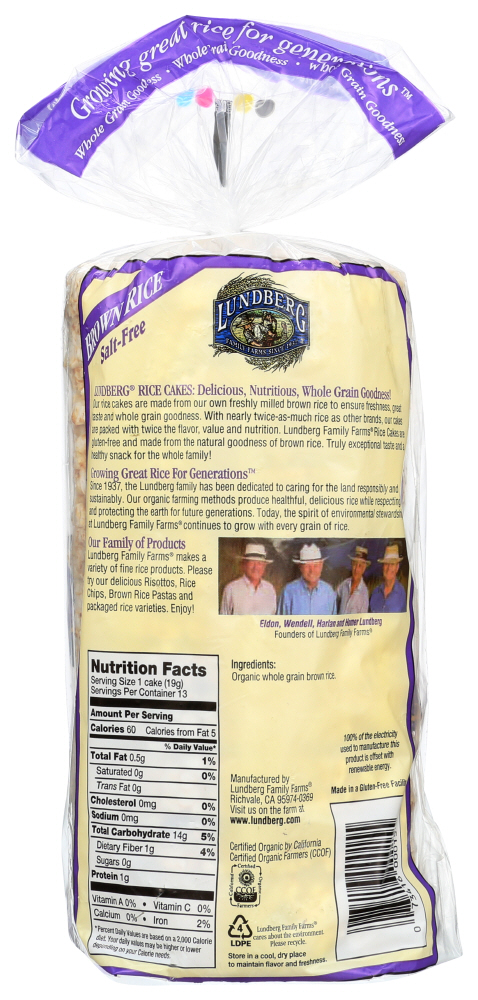 Growing great rice for generations™
Whole Grain Goodness • Whole Grain Goodness • Whole Grain Goodness
BROWN RICE
Salt-Free
LUNDBERG
FAMILY FARMS SINCE 1937
LUNDBERG® RICE CAKES: Delicious, Nutritious, Whole Grain Goodness!
Our rice cakes are made from our own freshly milled brown rice to ensure freshness, great
taste and whole grain goodness. With nearly twice-as-much rice as other brands, our cakes
are packed with twice the flavor, value and nutrition. Lundberg Family Farms® Rice Cakes are
gluten-free and made from the natural goodness of brown rice. Truly exceptional taste and a
healthy snack for the whole family!
Growing Great Rice For Generations™
Since 1937, the Lundberg family has been dedicated to caring for the land responsibly and
sustainably. Our organic farming methods produce healthful, delicious rice while respecting
and protecting the earth for future generations. Today, the spirit of environmental stewardship
at Lundberg Family Farms® continues to grow with every grain of rice.
Our Family of Products
Lundberg Family Farms® makes a
variety of fine rice products. Please
try our delicious Risottos, Rice
Chips, Brown Rice Pastas and
packaged rice varieties. Enjoy!
Eldon, Wendell, Harlan and Homer Lundberg
Founders of Lundberg Family Farms®
Nutrition Facts
Serving Size 1 cake (19g)
Servings Per Container 13
Amount Per Serving
Calories 60 Calories from Fat 5
% Daily Value*
Total Fat 0.5g 1%
Saturated 0g 0%
Trans Fat 0g
Cholesterol 0mg 0%
Sodium 0mg 0%
Total Carbohydrate 14g 5%
Dietary Fiber 1g 4%
Sugars 0g
Protein 1g
Vitamin A 0% • Vitamin C 0%
Calcium 0% • Iron 2%
*Percent Daily Values are based on a 2,000 Calorie
diet. Your daily values may be higher or lower
depending on your Calorie needs.
Ingredients:
Organic whole grain brown rice.
100% of the electricity
used to manufacture this
product is offset with
renewable energy.
Made in a Gluten-Free Facility
Manufactured by
Lundberg Family Farms®
Richvale, CA 95974-0369
Visit us on the farm at
www.lundberg.com
Certified Organic by California
Certified Organic Farmers (CCOF)
Certified
California
CCOF
Farmers
4
LDPE
Lundberg Family Farms®
cares about the environment.
Please recycle.
Store in a cool, dry place
to maintain flavor and freshness.